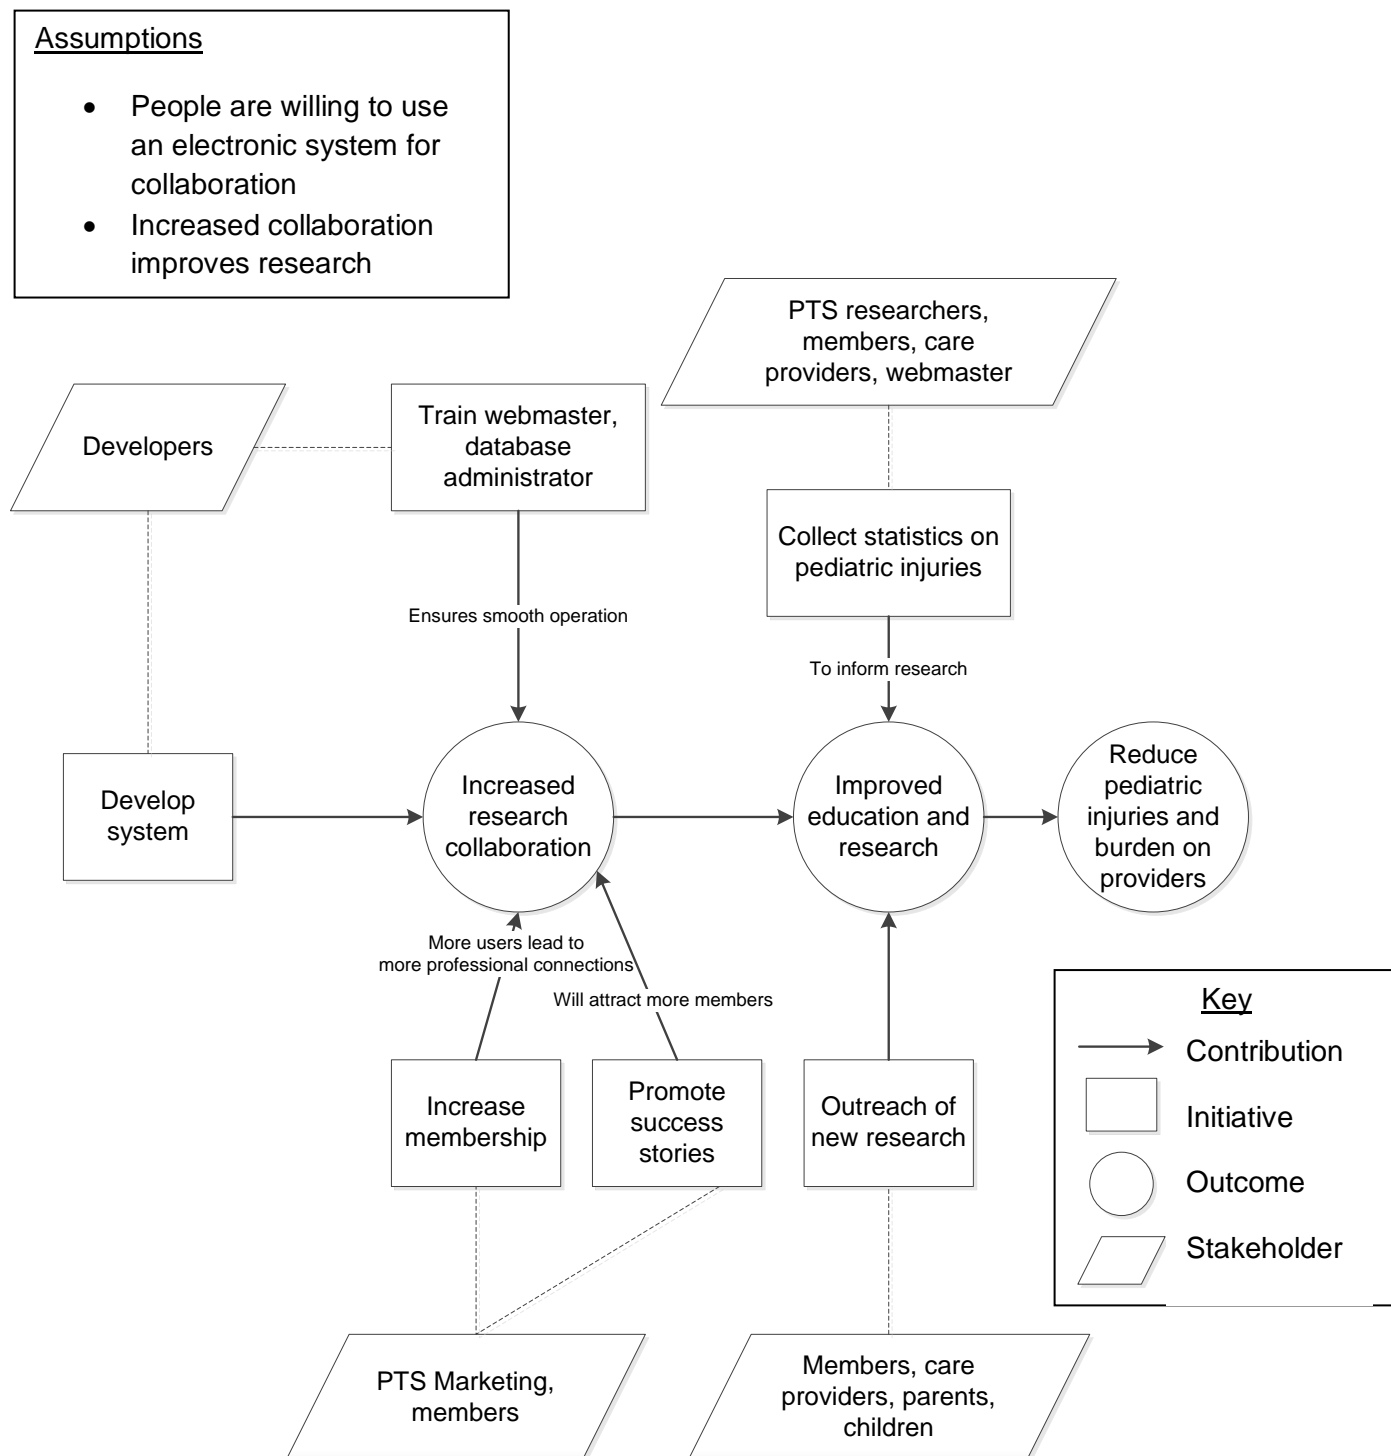 Assumptions
• People are willing to use
an electronic system for
collaboration
• Increased collaboration
improves research
PTS researchers,
members, care
providers, webmaster
Developers
Train webmaster,
database
administrator
Collect statistics on
pediatric injuries
Ensures smooth operation
To inform research
Develop
system
Increased
research
collaboration
Improved
education and
research
Reduce
pediatric
injuries and
burden on
providers
More users lead to
more professional connections
Will attract more members
Increase
membership
Promote
success
stories
Outreach of
new research
Key
Contribution
Initiative
Outcome
Stakeholder
PTS Marketing,
members
Members, care
providers, parents,
children